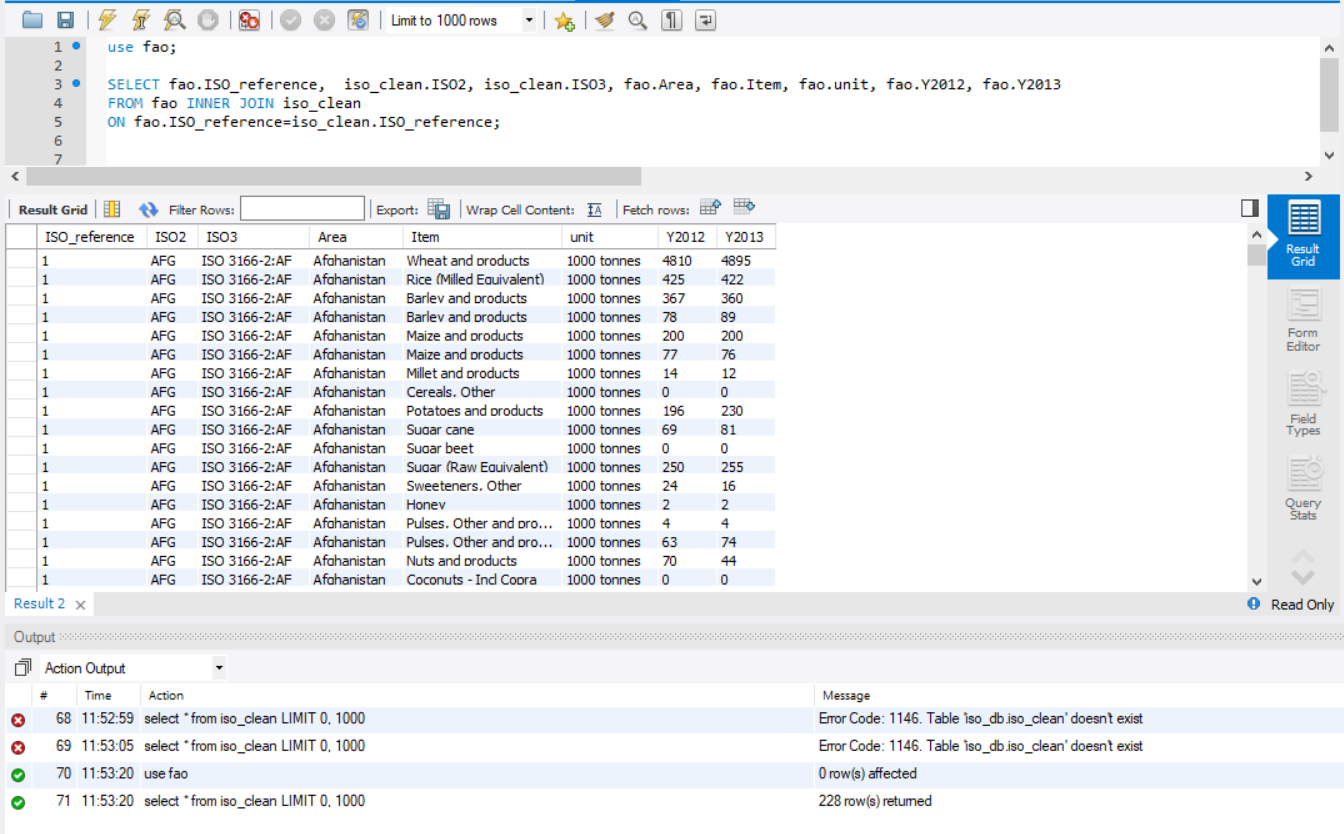 Limit to 1000 rows
1 use fao;
2
3 SELECT fao.ISO_reference,  iso_clean.ISO2, iso_clean.ISO3, fao.Area, fao.Item, fao.unit, fao.Y2012, fao.Y2013
4 FROM fao INNER JOIN iso_clean
5 ON fao.ISO_reference=iso_clean.ISO_reference;
6
7
Result Grid Filter Rows: Export: Wrap Cell Content: Fetch rows:
ISO_reference ISO2 ISO3 Area Item unit Y2012 Y2013
1 AFG ISO 3166-2:AF Afghanistan Wheat and products 1000 tonnes 4810 4895
1 AFG ISO 3166-2:AF Afghanistan Rice (Milled Equivalent) 1000 tonnes 425 422
1 AFG ISO 3166-2:AF Afghanistan Barley and products 1000 tonnes 367 360
1 AFG ISO 3166-2:AF Afghanistan Barley and products 1000 tonnes 78 89
1 AFG ISO 3166-2:AF Afghanistan Maize and products 1000 tonnes 200 200
1 AFG ISO 3166-2:AF Afghanistan Maize and products 1000 tonnes 77 76
1 AFG ISO 3166-2:AF Afghanistan Millet and products 1000 tonnes 14 12
1 AFG ISO 3166-2:AF Afghanistan Cereals, Other 1000 tonnes 0 0
1 AFG ISO 3166-2:AF Afghanistan Potatoes and products 1000 tonnes 196 230
1 AFG ISO 3166-2:AF Afghanistan Sugar cane 1000 tonnes 69 81
1 AFG ISO 3166-2:AF Afghanistan Sugar beet 1000 tonnes 0 0
1 AFG ISO 3166-2:AF Afghanistan Sugar (Raw Equivalent) 1000 tonnes 250 255
1 AFG ISO 3166-2:AF Afghanistan Sweeteners, Other 1000 tonnes 24 16
1 AFG ISO 3166-2:AF Afghanistan Honey 1000 tonnes 2 2
1 AFG ISO 3166-2:AF Afghanistan Pulses, Other and pro... 1000 tonnes 4 4
1 AFG ISO 3166-2:AF Afghanistan Pulses, Other and pro... 1000 tonnes 63 74
1 AFG ISO 3166-2:AF Afghanistan Nuts and products 1000 tonnes 70 44
1 AFG ISO 3166-2:AF Afghanistan Coconuts - Incl Copra 1000 tonnes 0 0
Result
Grid
Form
Editor
Field
Types
Query
Stats
Result 2 Read Only
Output
Action Output
# Time Action Message
68 11:52:59 select * from iso_clean LIMIT 0, 1000 Error Code: 1146. Table 'iso_db.iso_clean' doesn't exist
69 11:53:05 select * from iso_clean LIMIT 0, 1000 Error Code: 1146. Table 'iso_db.iso_clean' doesn't exist
70 11:53:20 use fao 0 row(s) affected
71 11:53:20 select * from iso_clean LIMIT 0, 1000 228 row(s) returned